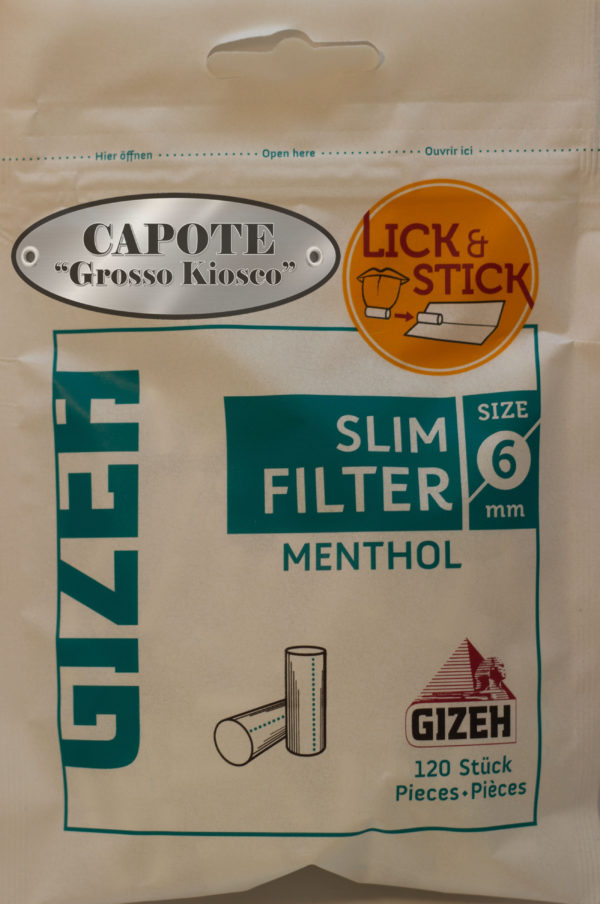 Hier öffnen Open here Ouvrir ici
CAPOTE
“Grosso Kiosco”
LICK &
STICK
GIZEH
SLIM
FILTER
SIZE
6
mm
MENTHOL
GIZEH
120 Stück
Pieces • Pièces